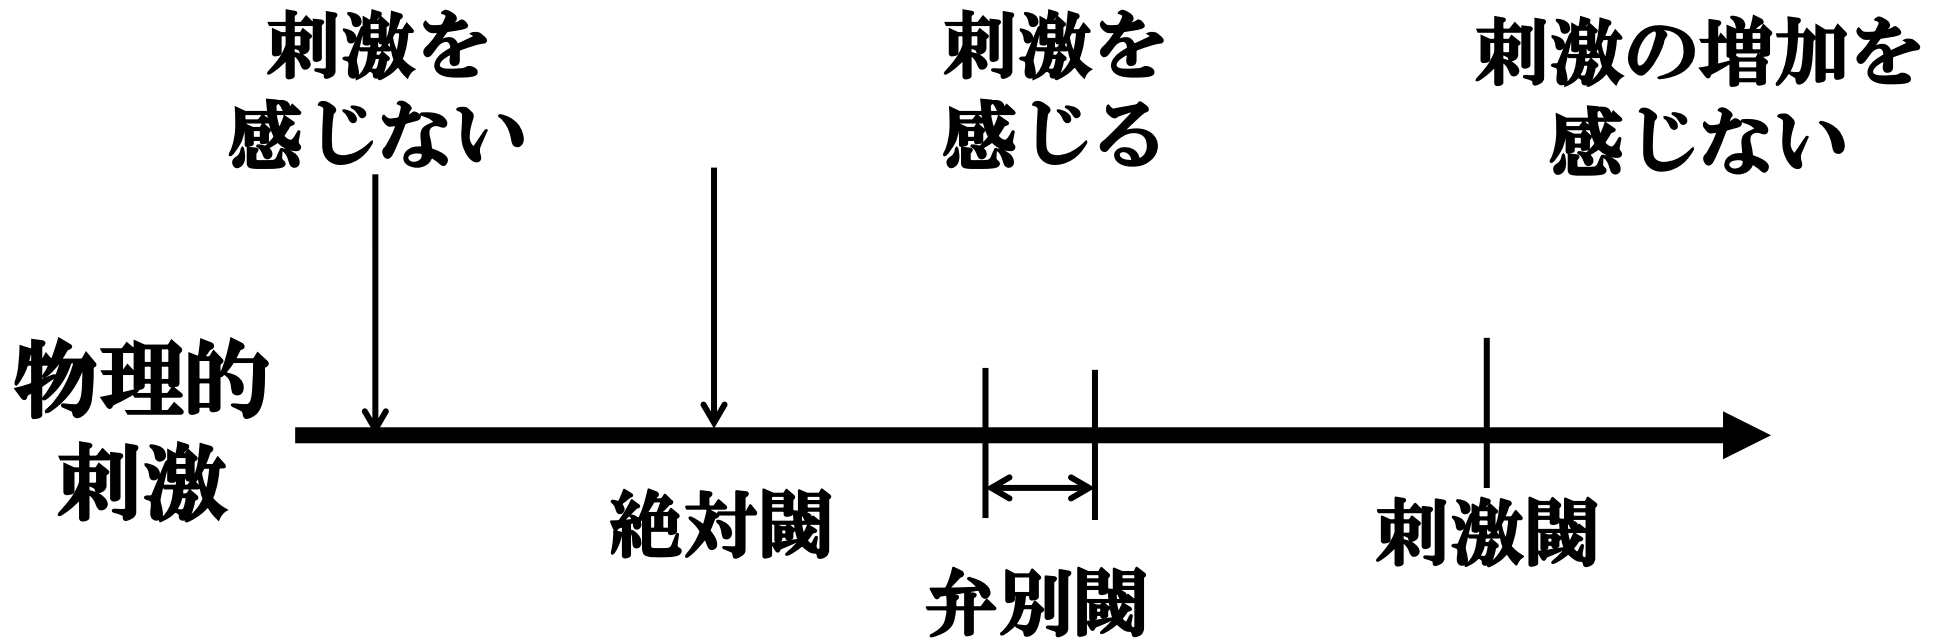 刺激を
感じない
刺激を
感じる
刺激の増加を
感じない
物理的
刺激
絶対閾
弁別閾
刺激閾